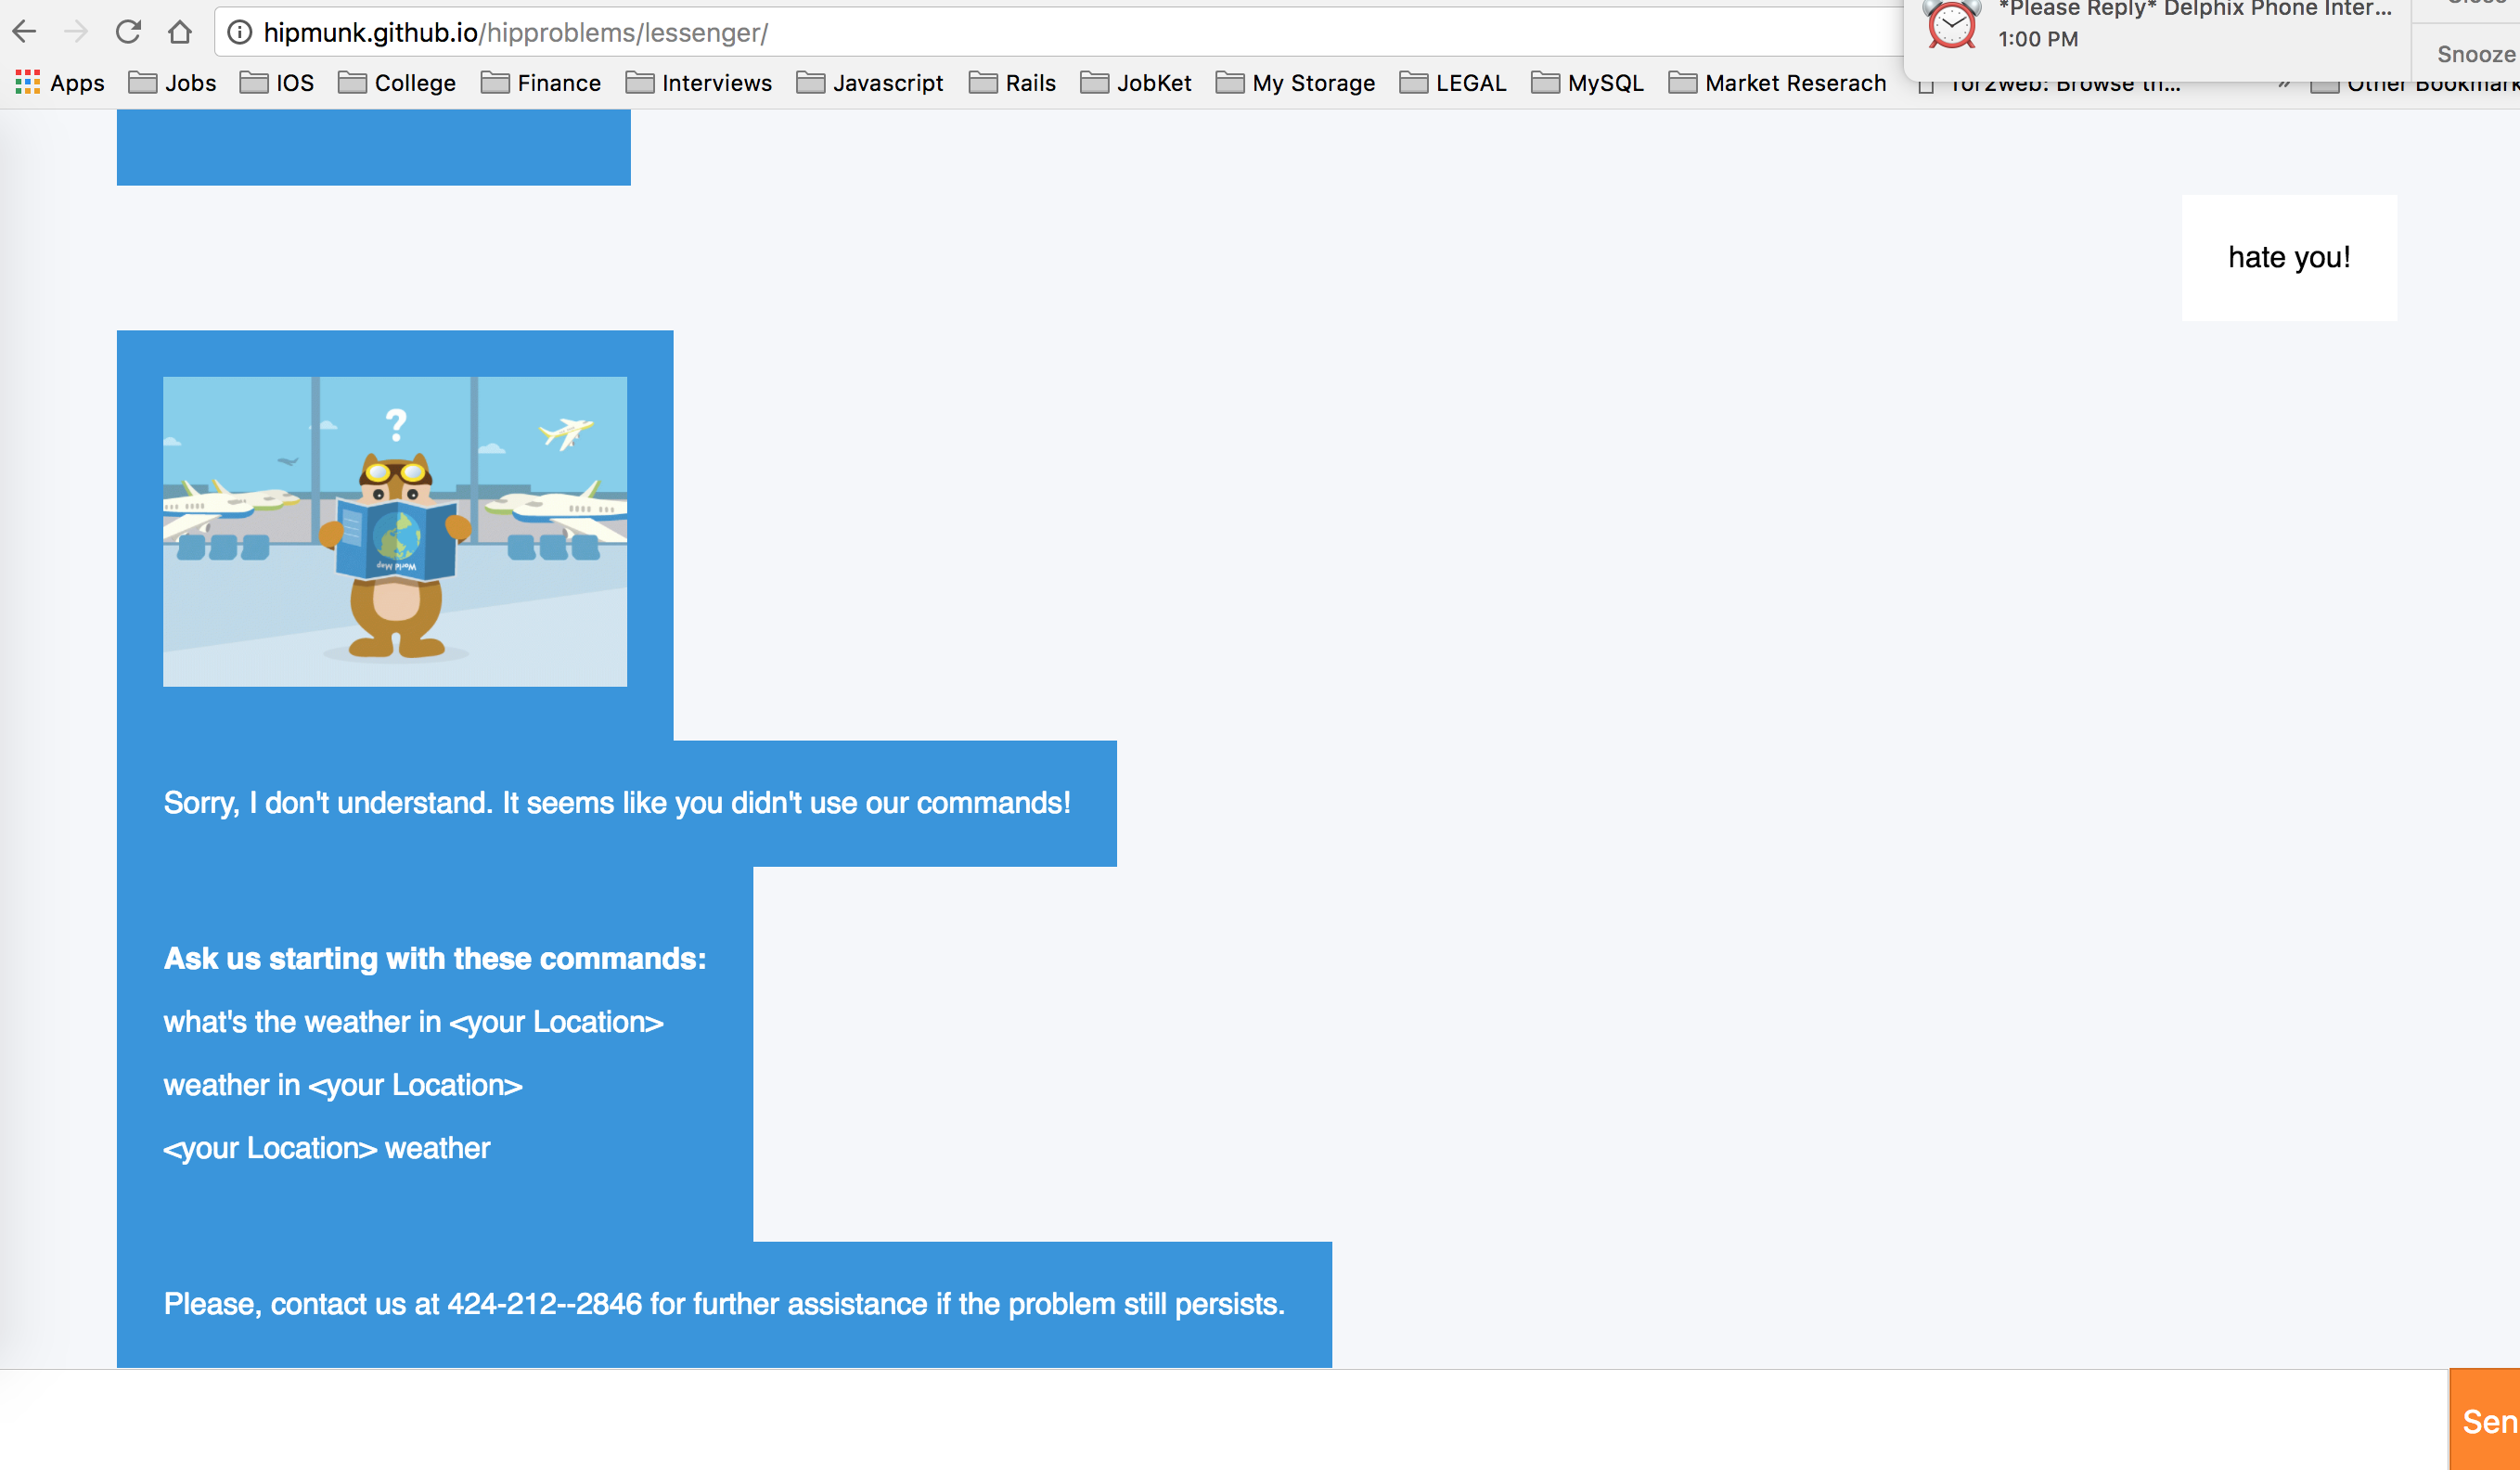 *Please Reply* Delphix Phone Inter...
1:00 PM
Snooze
hipmunk.github.io/hipproblems/lessenger/
Apps Jobs IOS College Finance Interviews Javascript Rails JobKet My Storage LEGAL MySQL Market Reserach Browse th... » Other
hate you!
?
World Map
Sorry, I don't understand. It seems like you didn't use our commands!
Ask us starting with these commands:
what's the weather in <your Location>
weather in <your Location>
<your Location> weather
Please, contact us at 424-212--2846 for further assistance if the problem still persists.
Sen